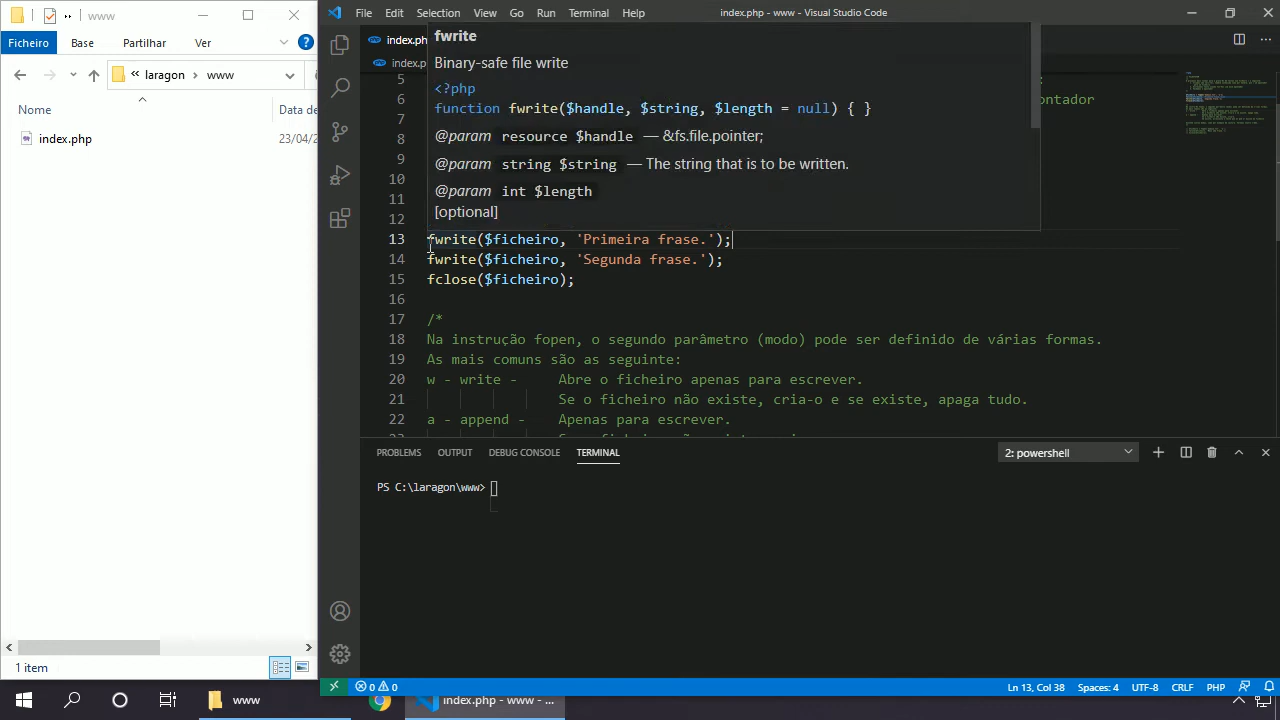 www
Ficheiro Base Partilhar Ver
« laragon › www
Nome Data de
index.php 23/04/2
1 item
File Edit Selection View Go Run Terminal Help
index.php - www - Visual Studio Code
index.ph
index.p
fwrite
Binary-safe file write
<?php
function fwrite($handle, $string, $length = null) { }
@param resource $handle — &fs.file.pointer;
@param string $string — The string that is to be written.
@param int $length
[optional]
5
6 ontador
7
8
9
10
11
12
13 fwrite($ficheiro, 'Primeira frase.');
14 fwrite($ficheiro, 'Segunda frase.');
15 fclose($ficheiro);
16
17 /*
18 Na instrução fopen, o segundo parâmetro (modo) pode ser definido de várias formas.
19 As mais comuns são as seguinte:
20 w - write - Abre o ficheiro apenas para escrever.
21 Se o ficheiro não existe, cria-o e se existe, apaga tudo.
22 a - append - Apenas para escrever.
PROBLEMS OUTPUT DEBUG CONSOLE TERMINAL 2: powershell
PS C:\laragon\www>
0 0 Ln 13, Col 38 Spaces: 4 UTF-8 CRLF PHP
www index.php - www - ...